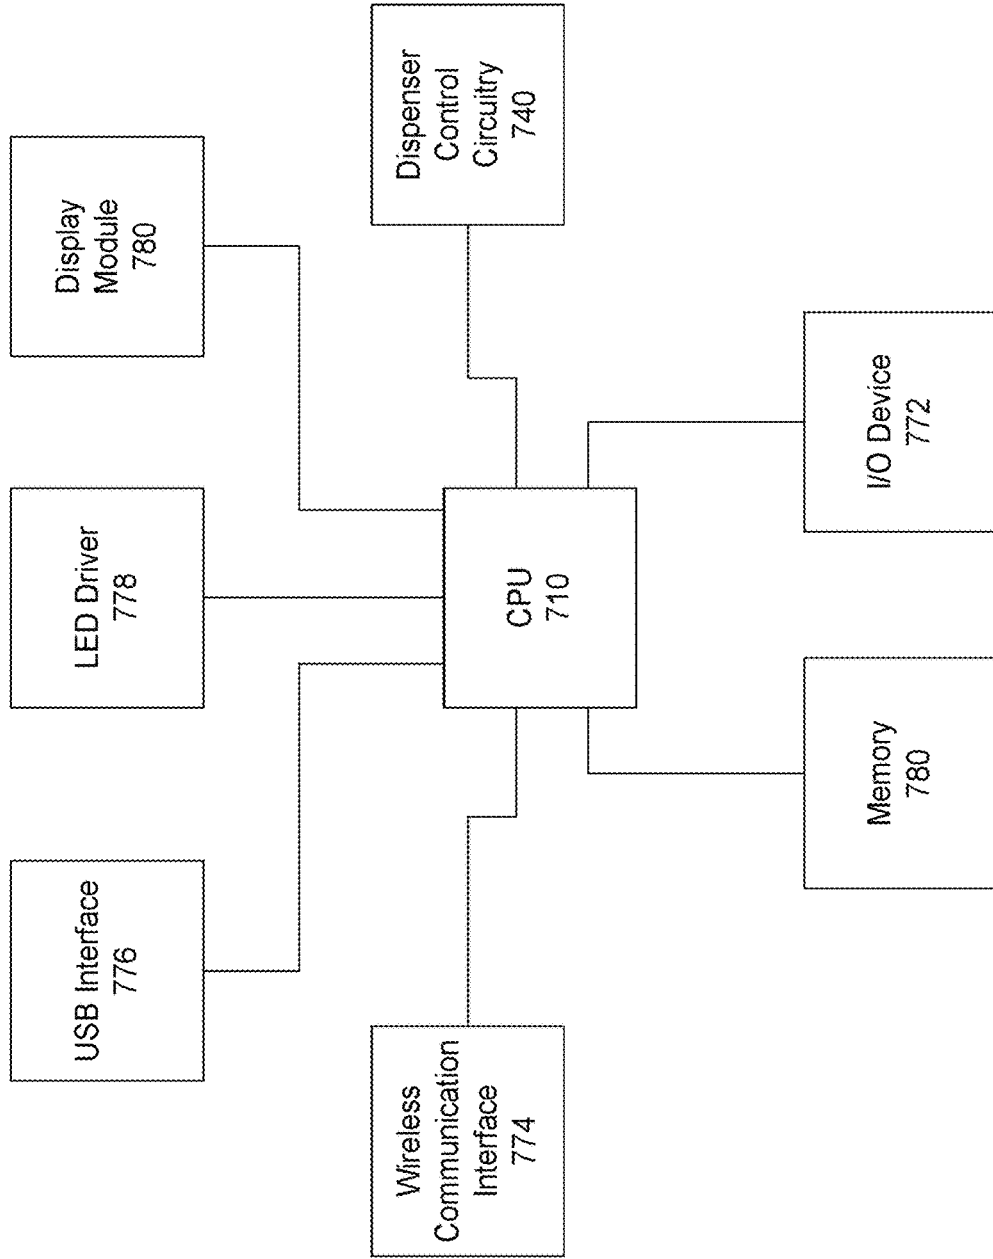 USB Interface
776
LED Driver
778
Display
Module
780
Wireless
Communication
Interface
774
CPU
710
Dispenser
Control
Circuitry
740
Memory
780
I/O Device
772